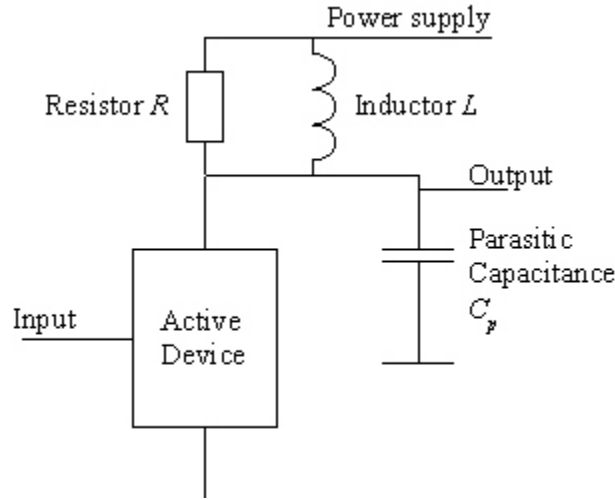 Power supply
Resistor R
Inductor L
Output
Parasitic
Capacitance
Cp
Input
Active
Device